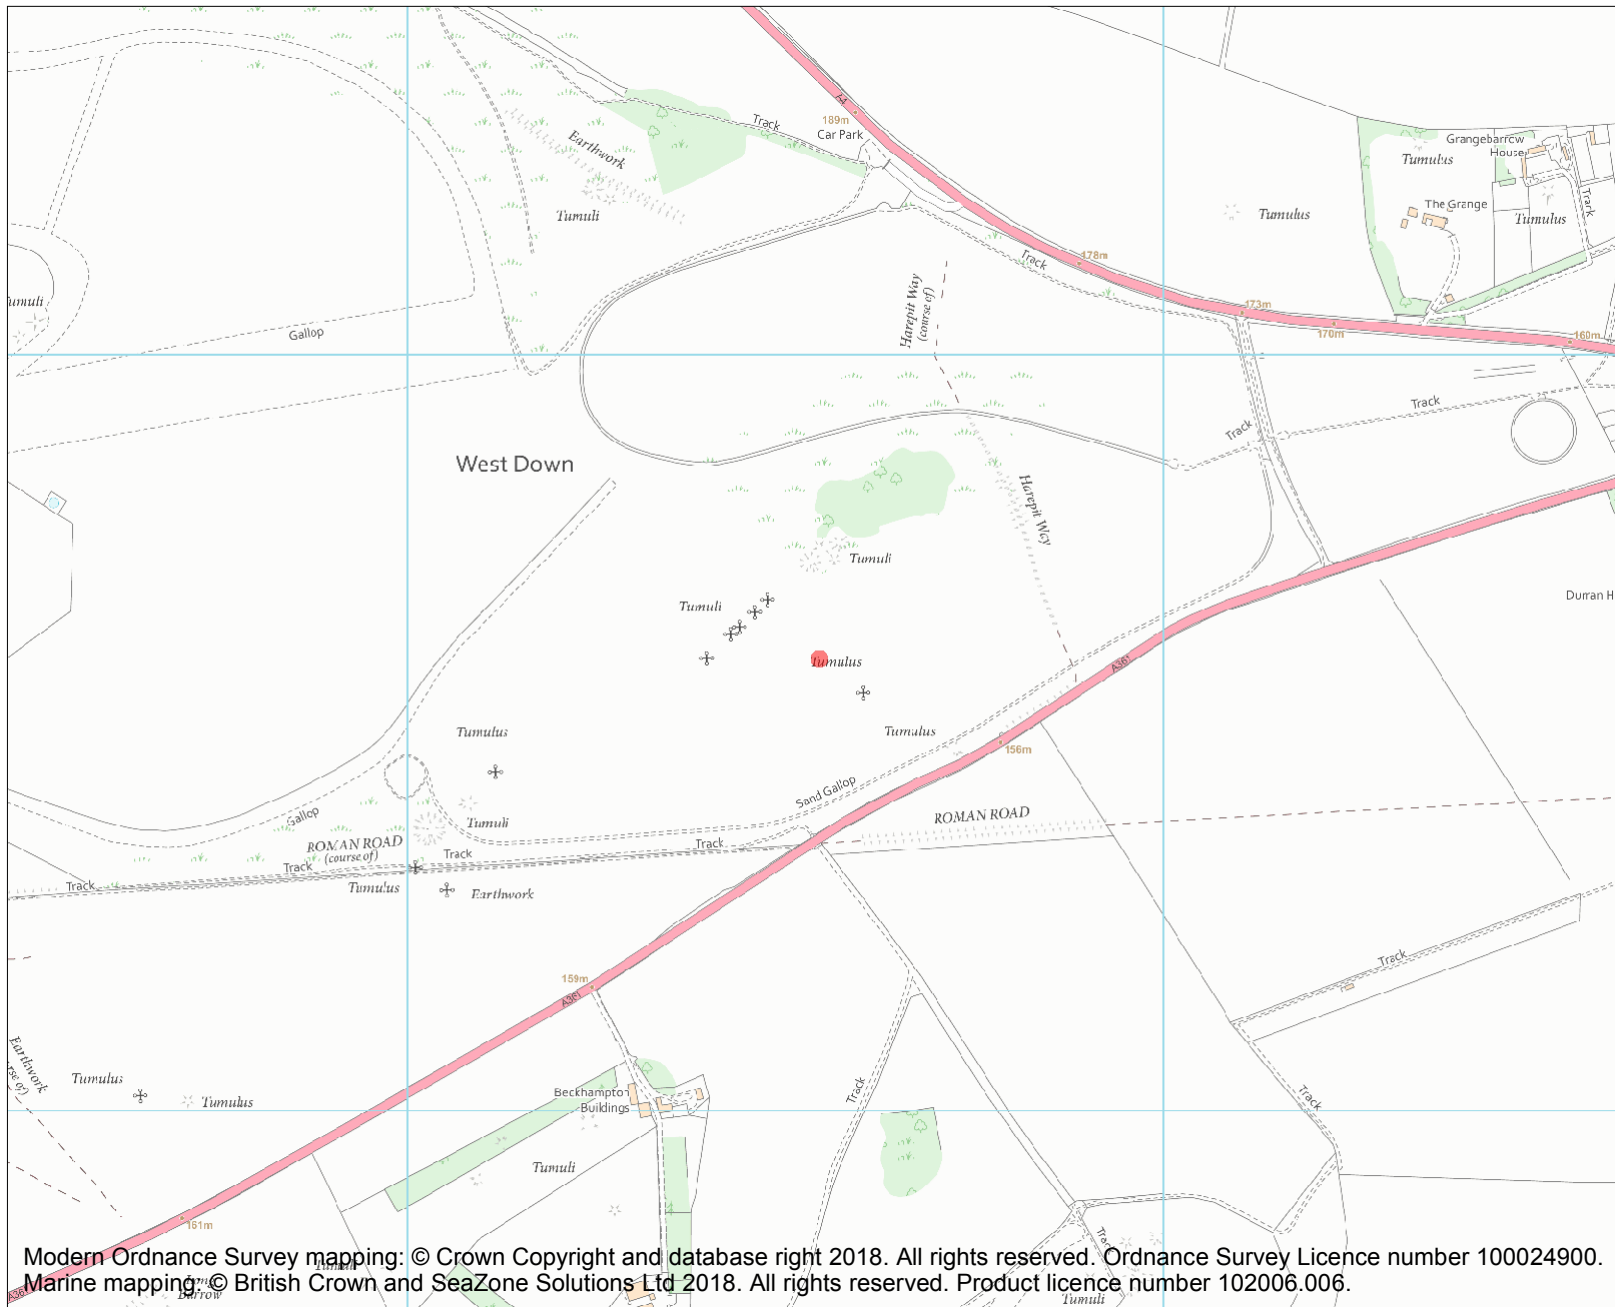 A4
189m
Car Park
Track
Earthwork
Tumuli
Grangebarrow
House
Tumulus
The Grange
Tumulus
Track
Tumulus
Track
178m
173m
170m
160m
Harepit Way
(course of)
Gallop
Track
Track
West Down
Harepit Way
Tumuli
Tumuli
Durran H
Tumulus
A361
Tumulus
Tumulus
156m
Sand Gallop
Gallop
ROMAN ROAD
Tumuli
ROMAN ROAD
(course of)
Track
Track
Track
Track
Tumulus
Earthwork
Track
159m
A361
Earthwork
Tumulus
Tumulus
Beckhampton
Buildings
Track
Track
Tumuli
161m
Track
Modern Ordnance Survey mapping: © Crown Copyright and database right 2018. All rights reserved. Ordnance Survey Licence number 100024900.
Marine mapping: © British Crown and SeaZone Solutions Ltd 2018. All rights reserved. Product licence number 102006.006.
Barrow
Tumuli